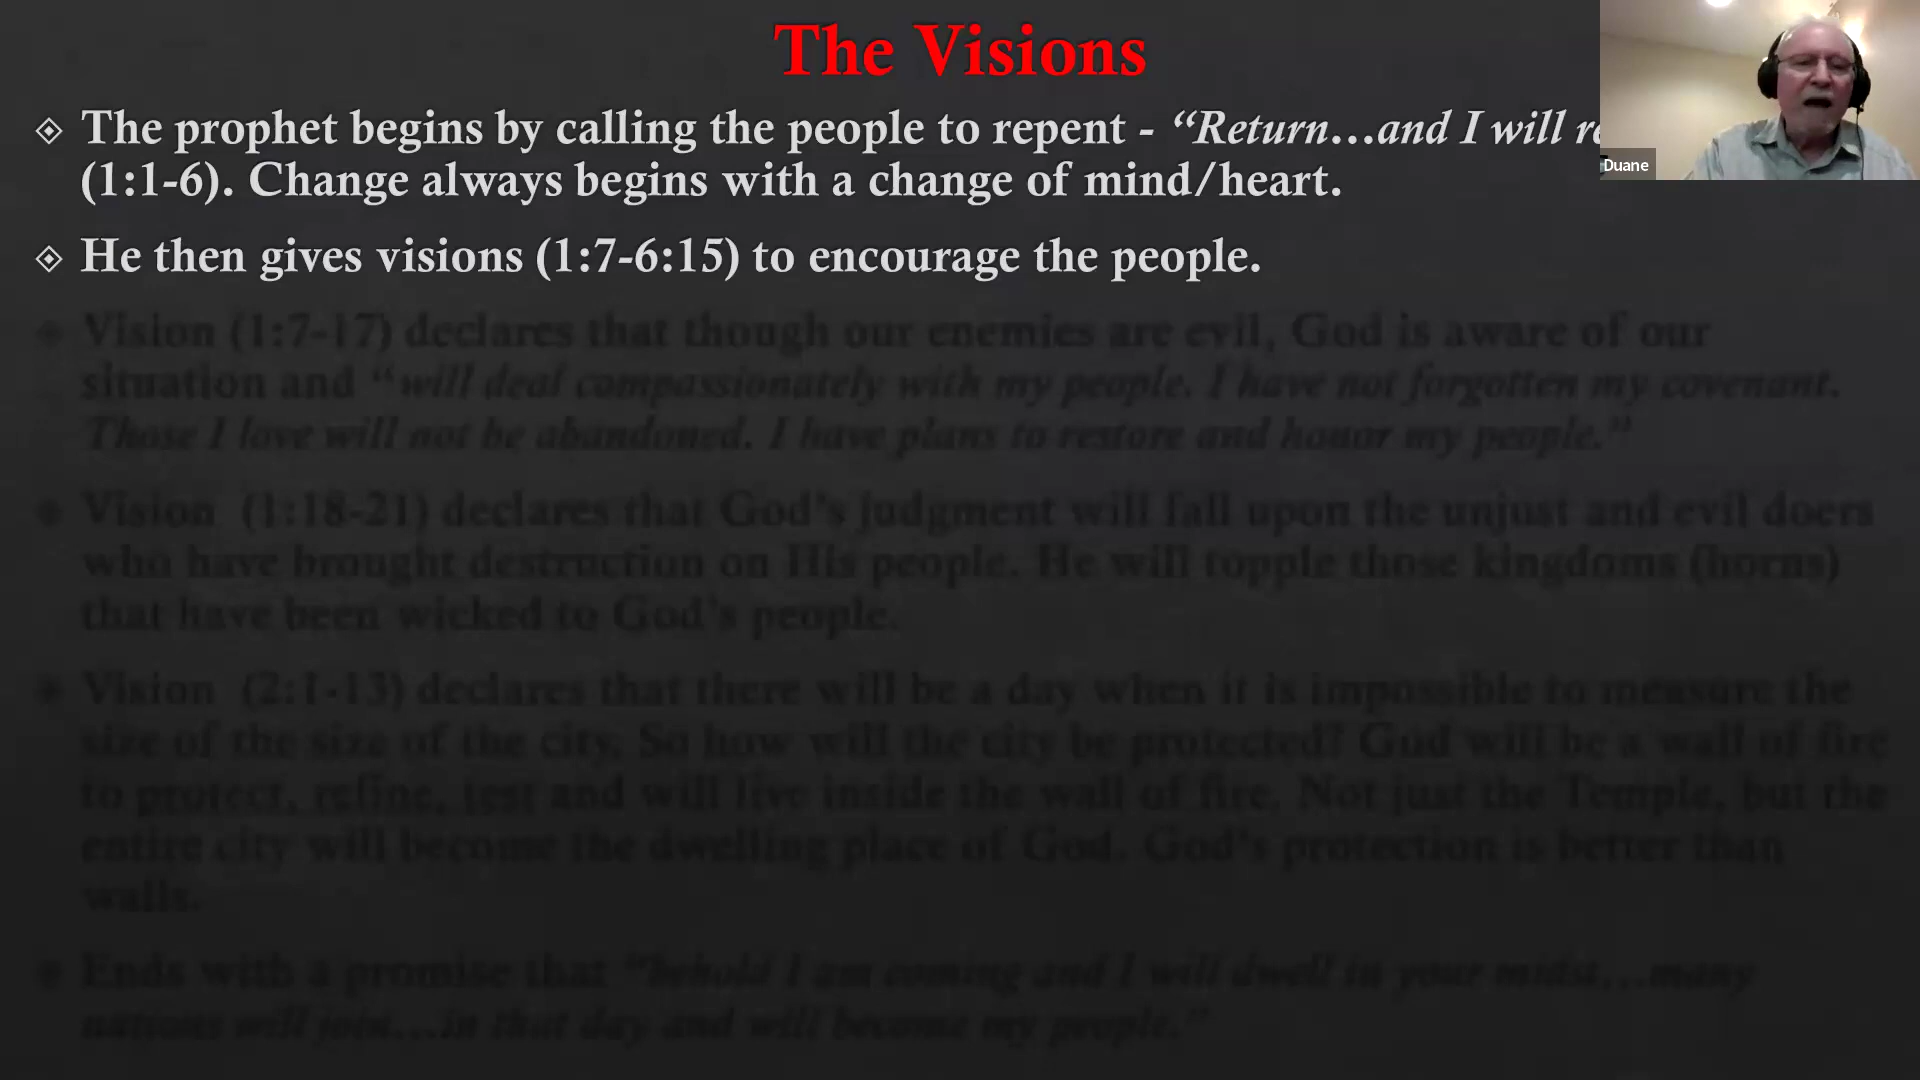 The Visions
The prophet begins by calling the people to repent - “Return…and I will
(1:1-6). Change always begins with a change of mind/heart.
He then gives visions (1:7-6:15) to encourage the people.
Vision (1:7-17) declares that though our enemies are evil, God is aware of our
situation and “will deal compassionately with my people. I have not forgotten my covenant.
Those I love will not be abandoned. I have plans to restore and honor my people.”
Vision (1:18-21) declares that God’s judgment will fall upon the unjust and evil doers
who have brought destruction on His people. He will topple those kingdoms (horns)
that have been wicked to God’s people.
Vision (2:1-13) declares that there will be a day when it is impossible to measure the
size of the size of the city. So how will the city be protected? God will be a wall of fire
to protect, refine, test and will live inside the wall of fire. Not just the Temple, but the
entire city will become the dwelling place of God. God’s protection is better than
walls.
Ends with a promise that “behold I am coming and I will dwell in your midst…many
nations will join…in that day and will become my people.”
Duane